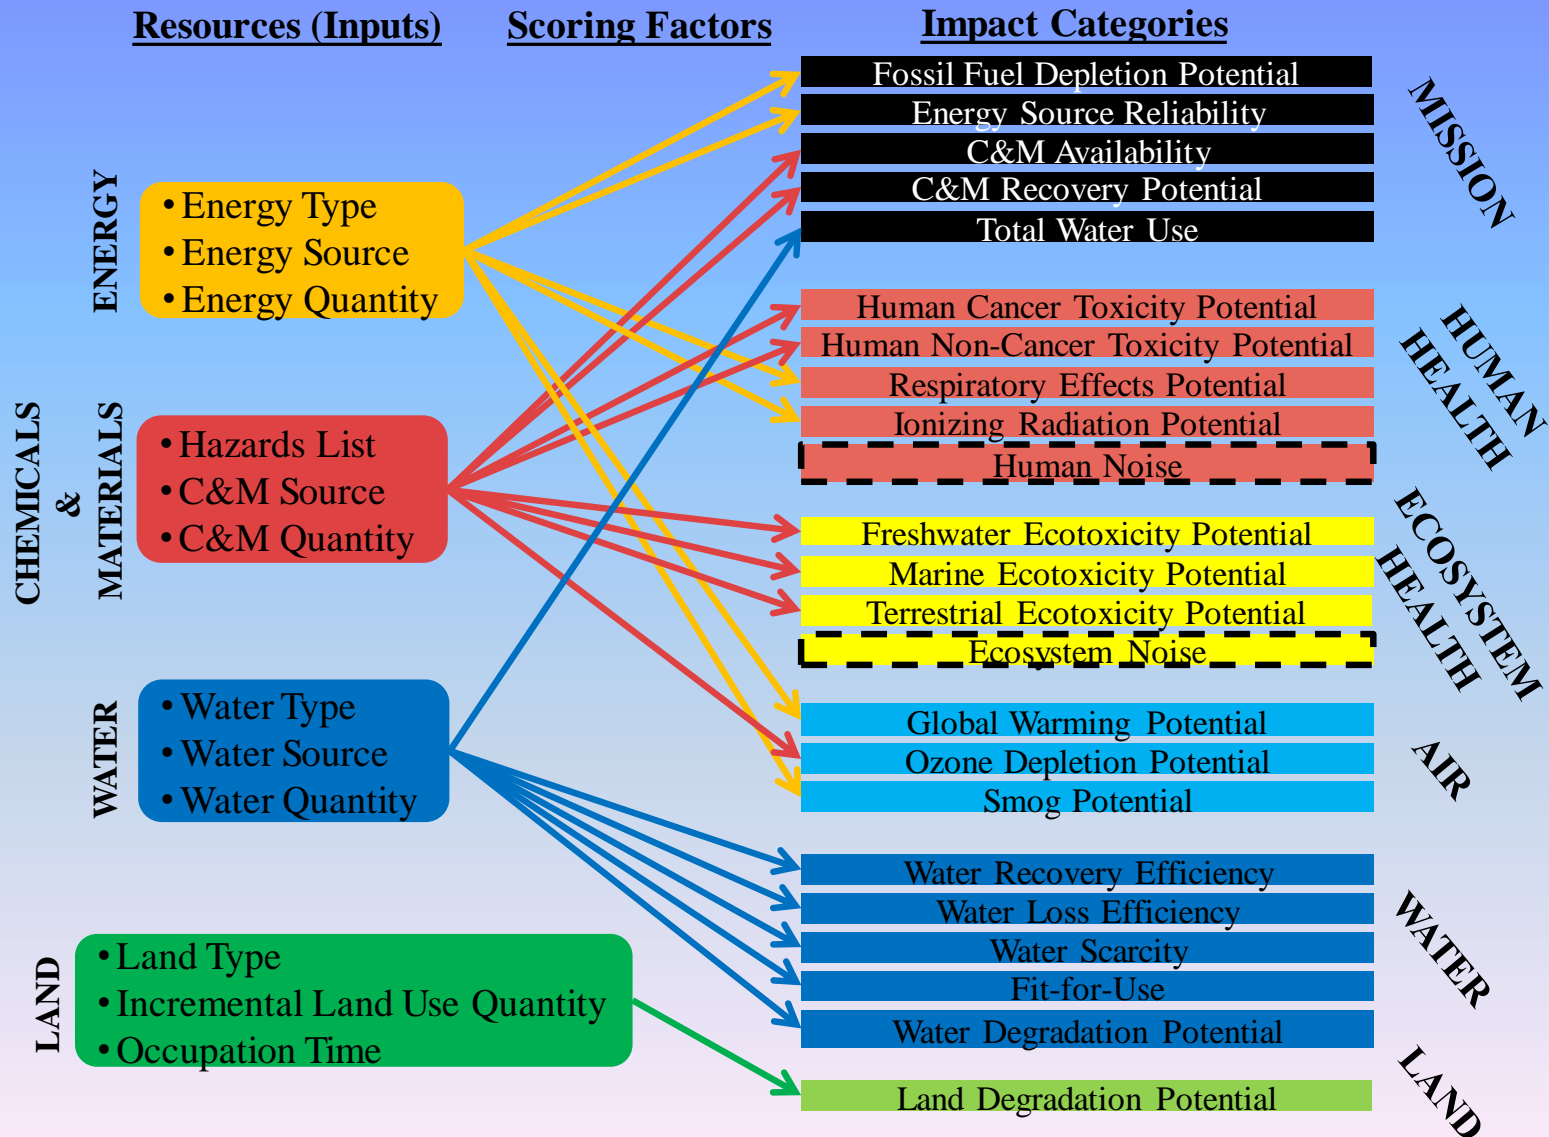 Resources (Inputs)
Scoring Factors
Impact Categories
ENERGY
• Energy Type
• Energy Source
• Energy Quantity
CHEMICALS
&
MATERIALS
• Hazards List
• C&M Source
• C&M Quantity
WATER
• Water Type
• Water Source
• Water Quantity
LAND
• Land Type
• Incremental Land Use Quantity
• Occupation Time
Fossil Fuel Depletion Potential
Energy Source Reliability
C&M Availability
C&M Recovery Potential
Total Water Use
MISSION
Human Cancer Toxicity Potential
Human Non-Cancer Toxicity Potential
Respiratory Effects Potential
Ionizing Radiation Potential
Human Noise
HUMAN
HEALTH
Freshwater Ecotoxicity Potential
Marine Ecotoxicity Potential
Terrestrial Ecotoxicity Potential
Ecosystem Noise
ECOSYSTEM
HEALTH
Global Warming Potential
Ozone Depletion Potential
Smog Potential
AIR
Water Recovery Efficiency
Water Loss Efficiency
Water Scarcity
Fit-for-Use
Water Degradation Potential
WATER
Land Degradation Potential
LAND